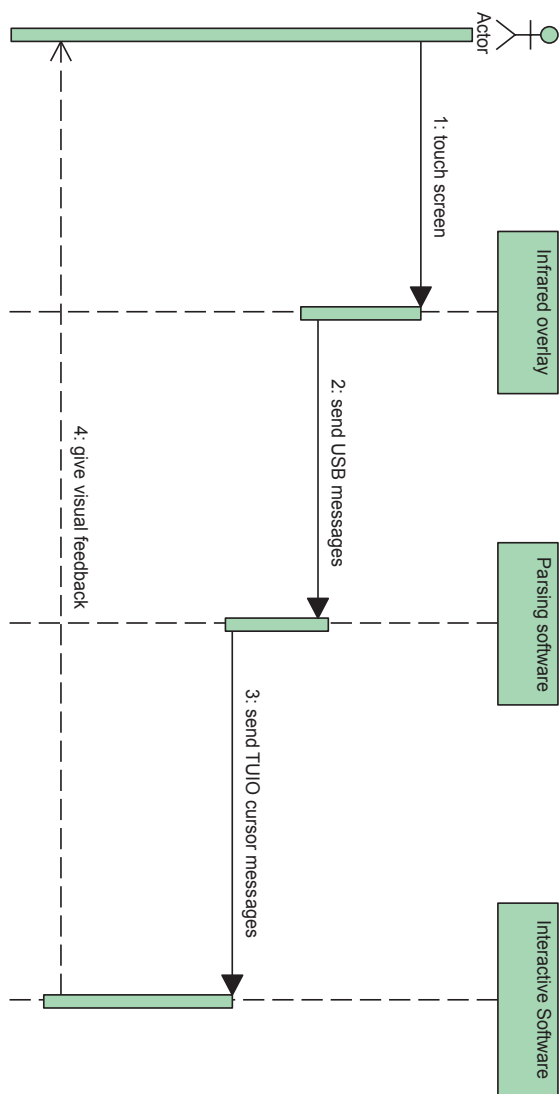 Actor
Infrared overlay
Parsing software
Interactive Software
1: touch screen
2: send USB messages
3: send TUIO cursor messages
4: give visual feedback